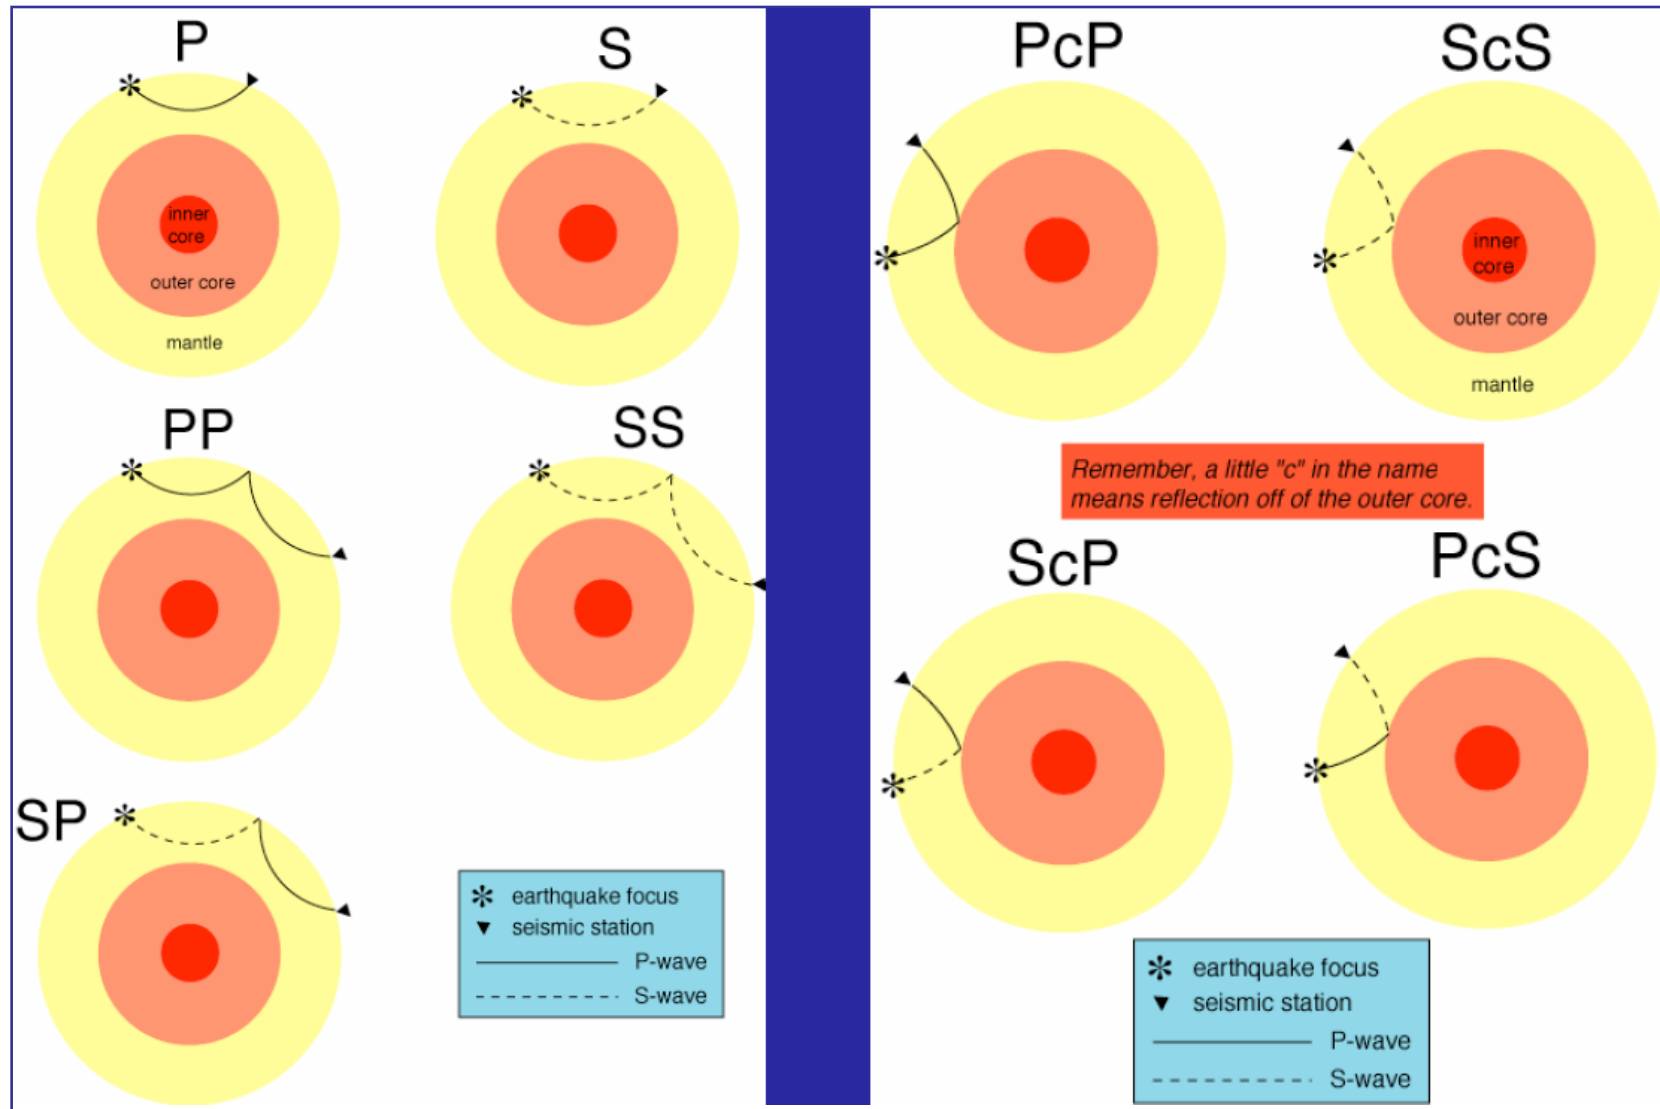 P
S
inner
core
outer core
mantle
PP
SS
SP
earthquake focus
seismic station
P-wave
S-wave
PcP
ScS
inner
core
outer core
mantle
Remember, a little "c" in the name
means reflection off of the outer core.
ScP
PcS
earthquake focus
seismic station
P-wave
S-wave